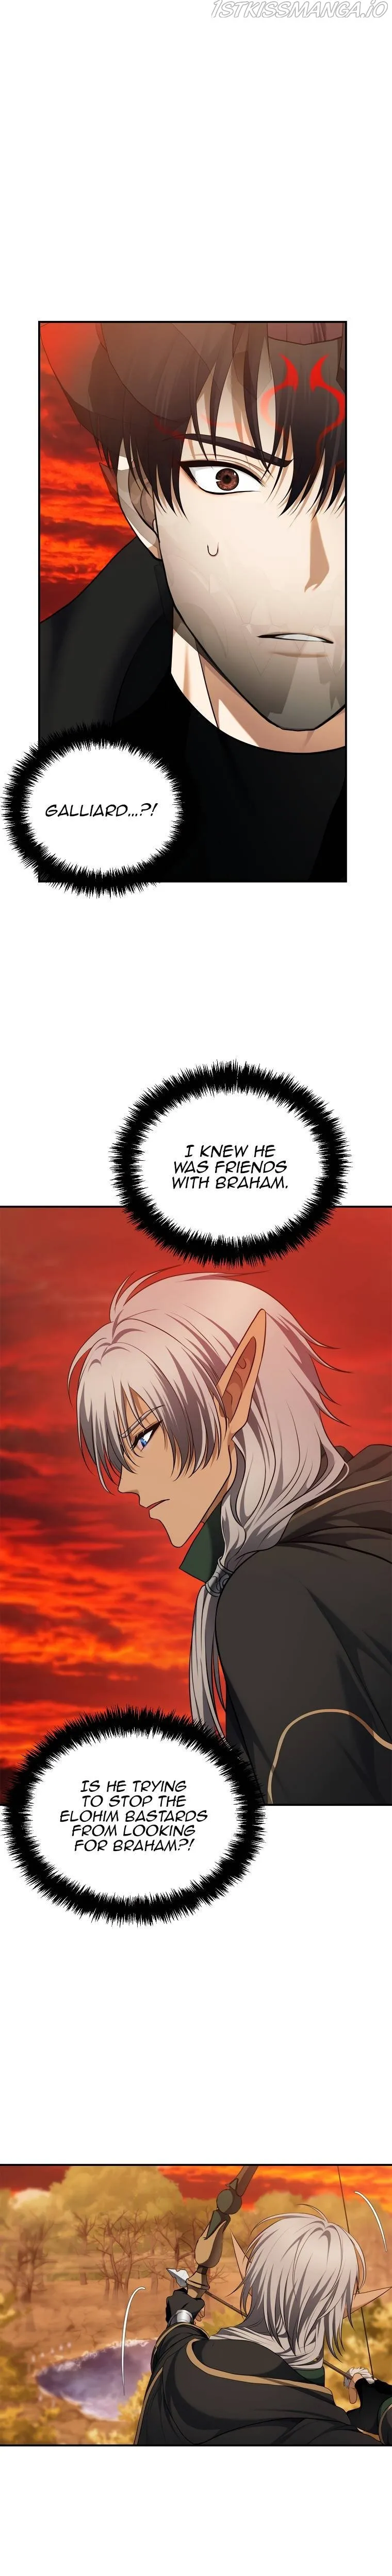 1STKISSMANGA.IO
GALLIARD...?!
I KNEW HE
WAS FRIENDS
WITH BRAHAM.
IS HE TRYING
TO STOP THE
ELOHIM BASTARDS
FROM LOOKING
FOR BRAHAM?!